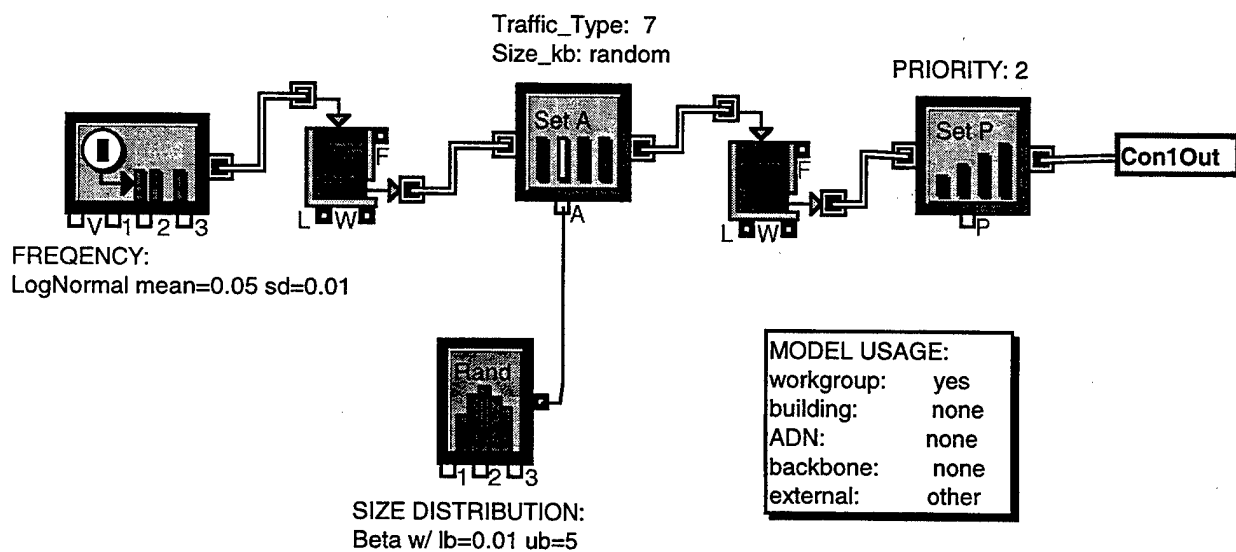 Traffic_Type: 7
Size_kb: random
PRIORITY: 2
Set A
Set P
F
F
Con1Out
V 1 2 3
L W
A
L W
P
FREQENCY:
LogNormal mean=0.05 sd=0.01
Rand
1 2 3
SIZE DISTRIBUTION:
Beta w/ lb=0.01 ub=5
MODEL USAGE:
workgroup: yes
building: none
ADN: none
backbone: none
external: other